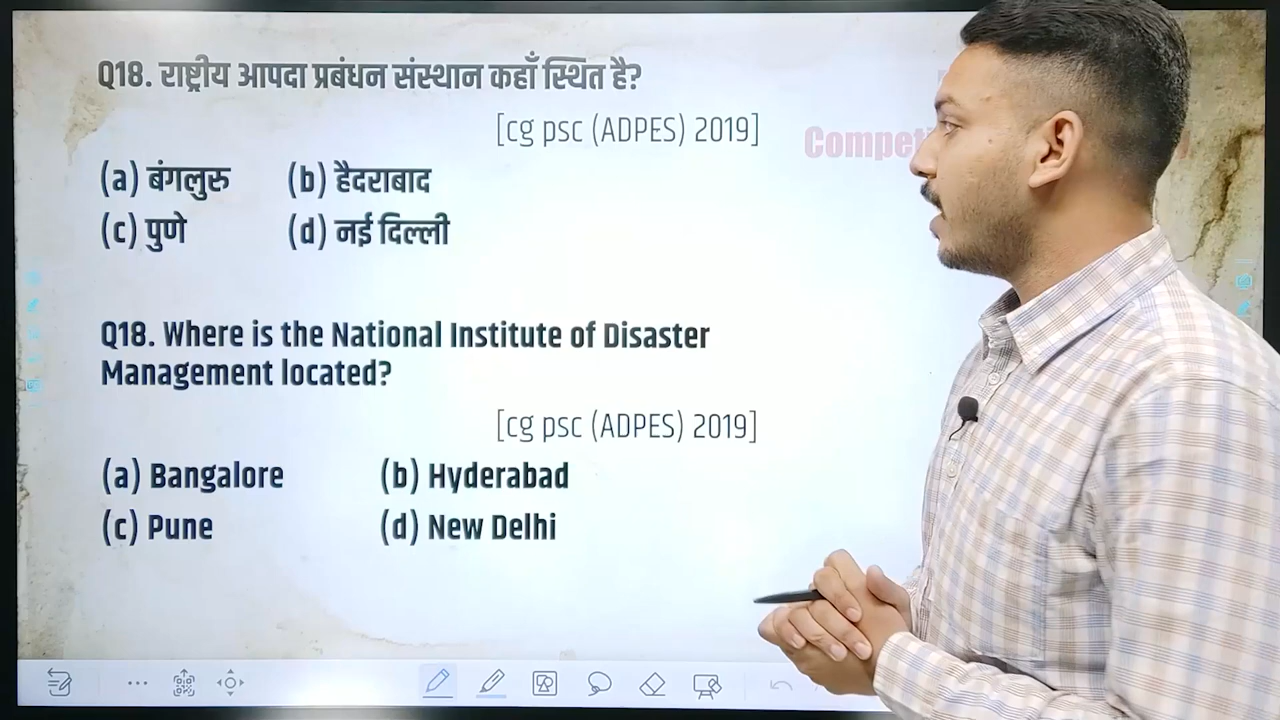 Q18. राष्ट्रीय आपदा प्रबंधन संस्थान कहाँ स्थित है?
[cg psc (ADPES) 2019]
(a) बंगलुरु (b) हैदराबाद
(c) पुणे (d) नई दिल्ली
Q18. Where is the National Institute of Disaster
Management located?
[cg psc (ADPES) 2019]
(a) Bangalore (b) Hyderabad
(c) Pune (d) New Delhi